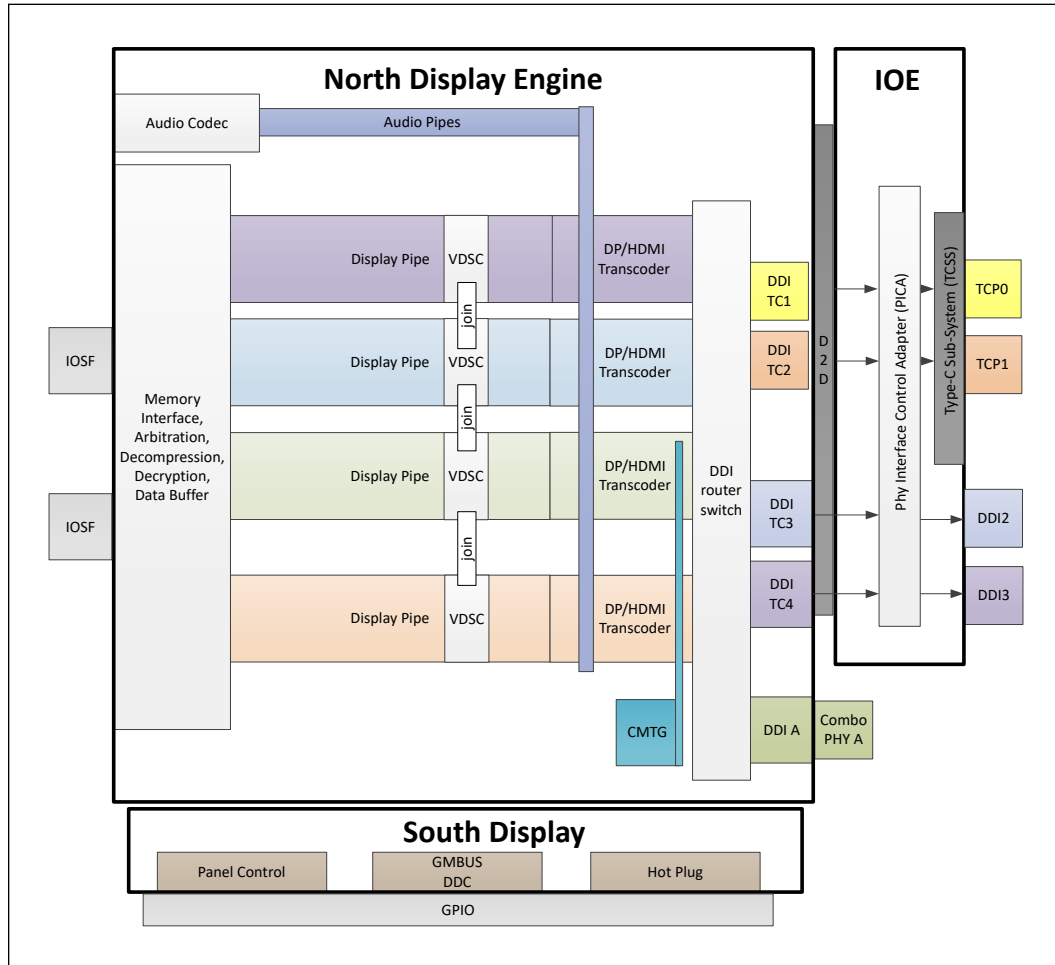 North Display Engine
IOE
Audio Codec
Audio Pipes
Display Pipe
VDSC
DP/HDMI
Transcoder
join
Display Pipe
VDSC
DP/HDMI
Transcoder
join
Display Pipe
VDSC
DP/HDMI
Transcoder
join
Display Pipe
VDSC
DP/HDMI
Transcoder
IOSF
IOSF
Memory
Interface,
Arbitration,
Decompression,
Decryption,
Data Buffer
DDI
router
switch
DDI
TC1
DDI
TC2
DDI
TC3
DDI
TC4
DDI A
Combo
PHY A
CMTG
D
2
D
Phy Interface Control Adapter (PICA)
Type-C Sub-System (TCSS)
TCP0
TCP1
DDI2
DDI3
South Display
Panel Control
GMBUS
DDC
Hot Plug
GPIO